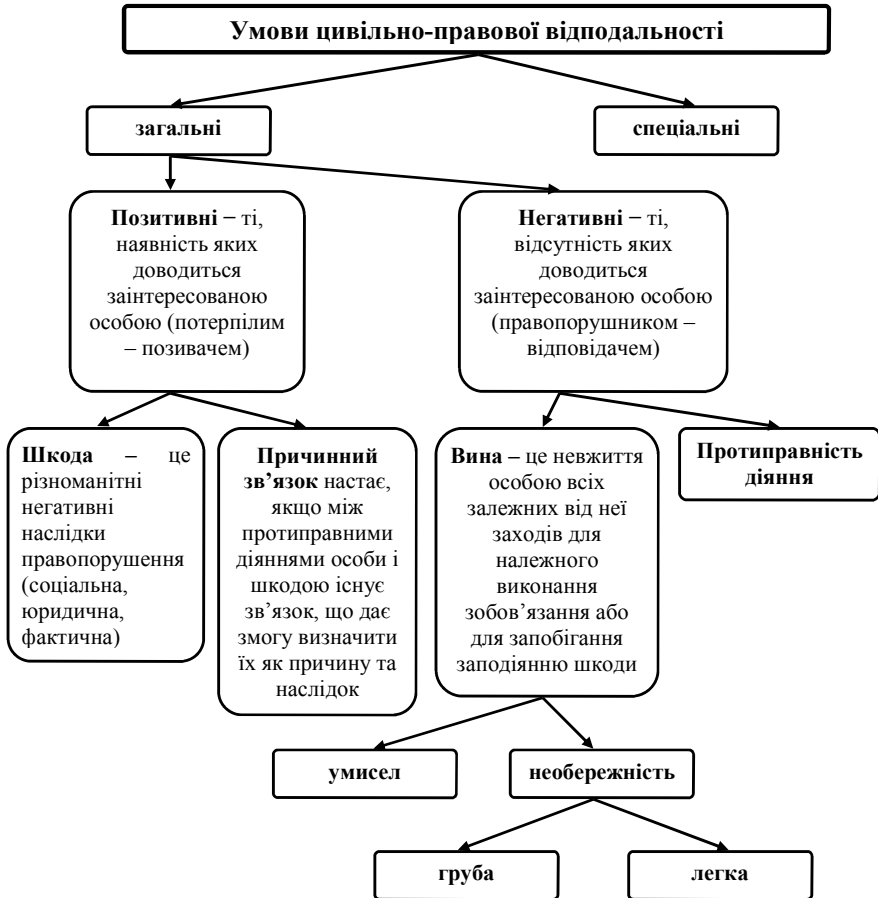 Умови цивільно-правової відподальності
загальні
спеціальні
Позитивні – ті,
наявність яких
доводиться
заінтересованою
особою (потерпілим
– позивачем)
Негативні – ті,
відсутність яких
доводиться
заінтересованою особою
(правопорушником –
відповідачем)
Шкода – це
різноманітні
негативні
наслідки
правопорушення
(соціальна,
юридична,
фактична)
Причинний
зв’язок настає,
якщо між
протиправними
діяннями особи і
шкодою існує
зв’язок, що дає
змогу визначити
їх як причину та
наслідок
Вина – це невжиття
особою всіх
залежних від неї
заходів для
належного
виконання
зобов’язання або
для запобігання
заподіянню шкоди
Протиправність
діяння
умисел
необережність
груба
легка